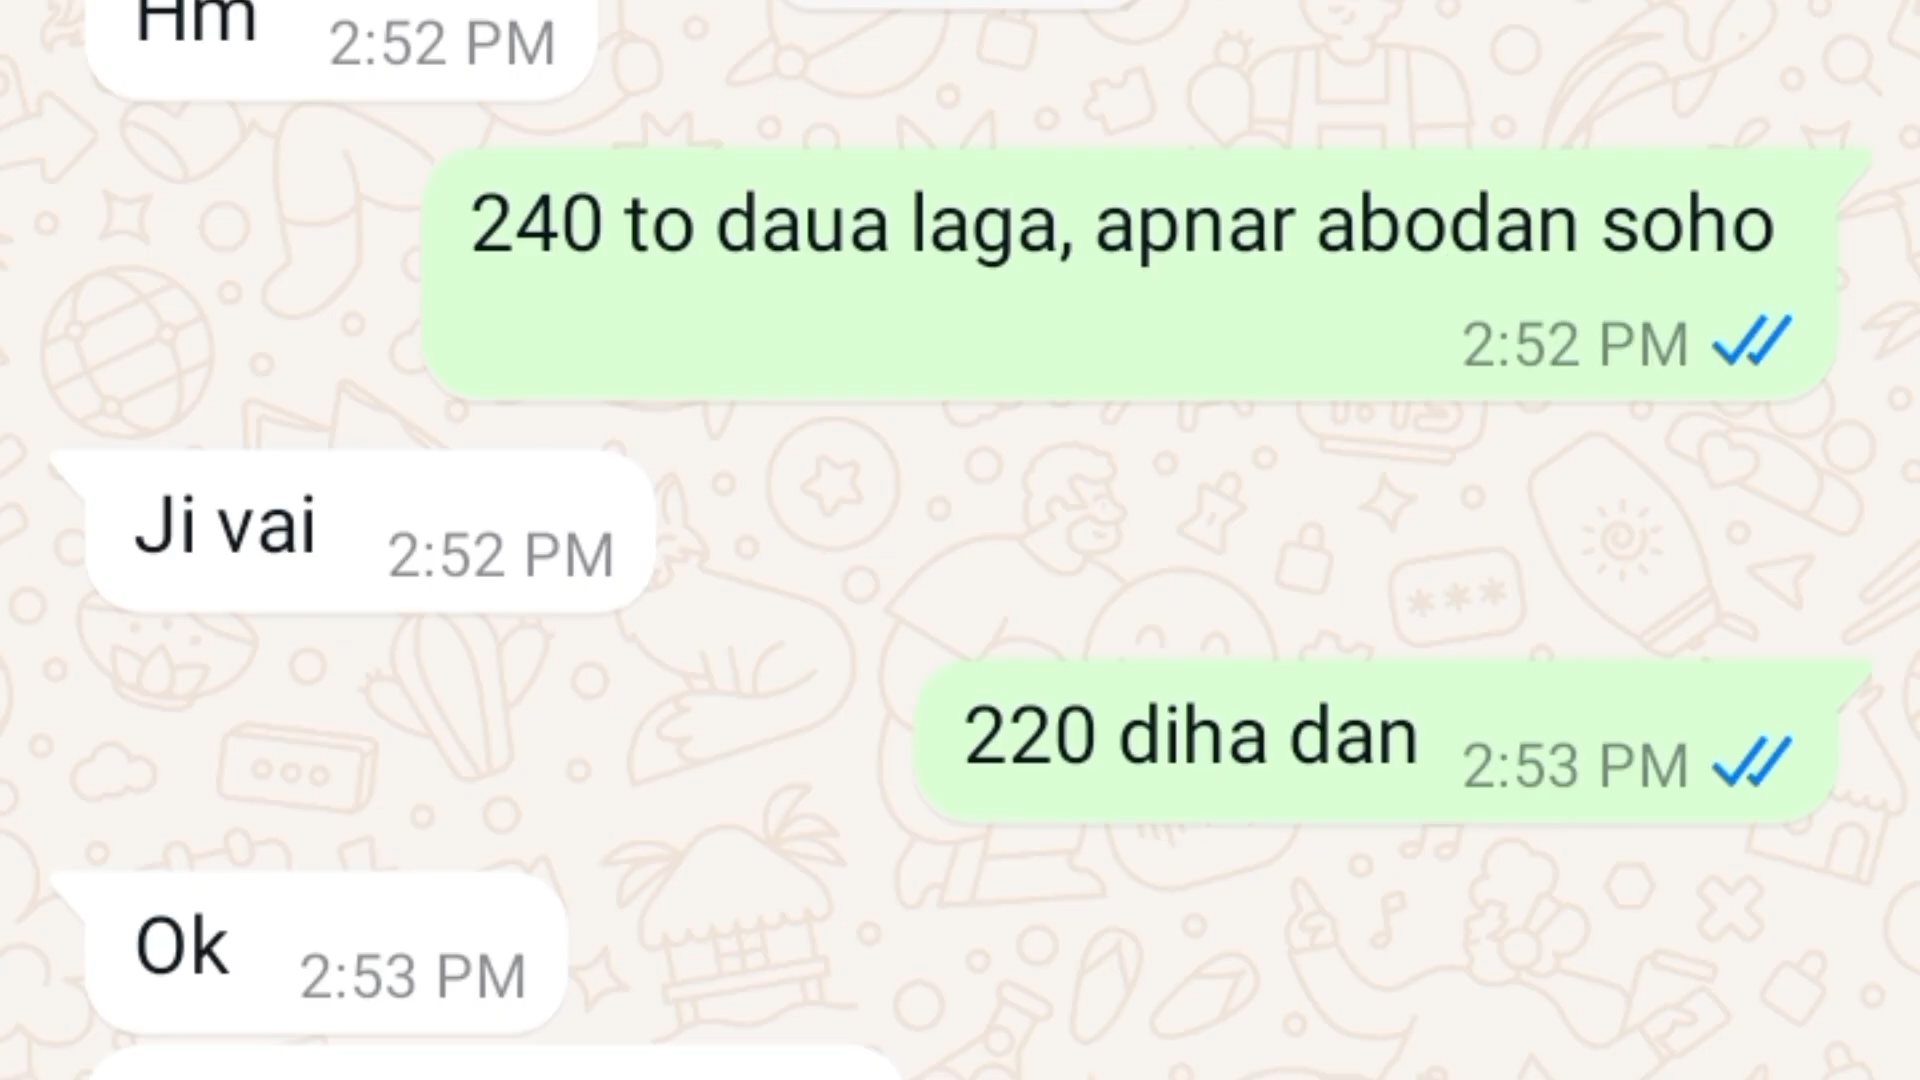 Hm 2:52 PM
240 to daua laga, apnar abodan soho
2:52 PM
Ji vai 2:52 PM
220 diha dan 2:53 PM
Ok 2:53 PM